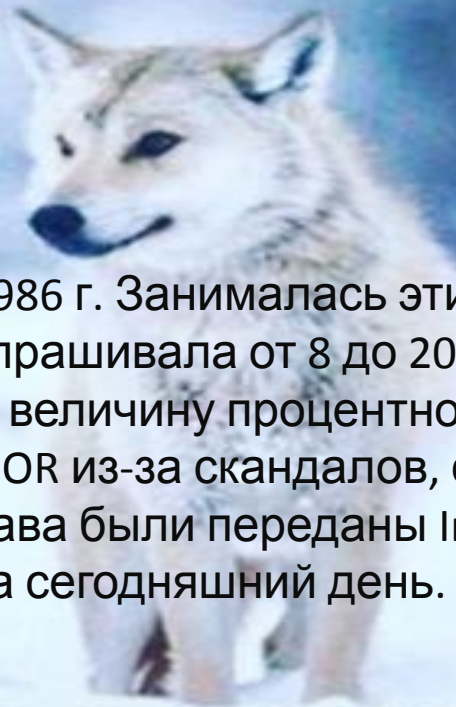 986 г. Занималась эти
прашивала от 8 до 20
величину процентно
OR из-за скандалов,
ава были переданы I
а сегодняшний день.